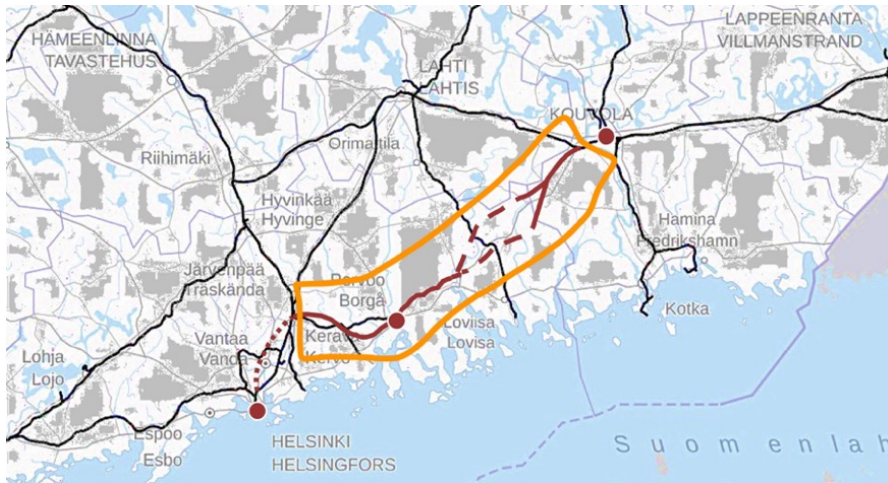 LAPPEENRANTA
VILLMANSTRAND
HÄMEENLINNA
TAVASTEHUS
LAHTI
LAHTIS
KOUVOLA
Orimattila
Riihimäki
Hyvinkää
Hyvinge
Hamina
Fredrikshamn
Järvenpää
Träskända
Porvoo
Borgå
Kotka
Loviisa
Lovisa
Vantaa
Vanda
Kerava
Kervo
Lohja
Lojo
Espoo
Esbo
HELSINKI
HELSINGFORS
Suomenlah